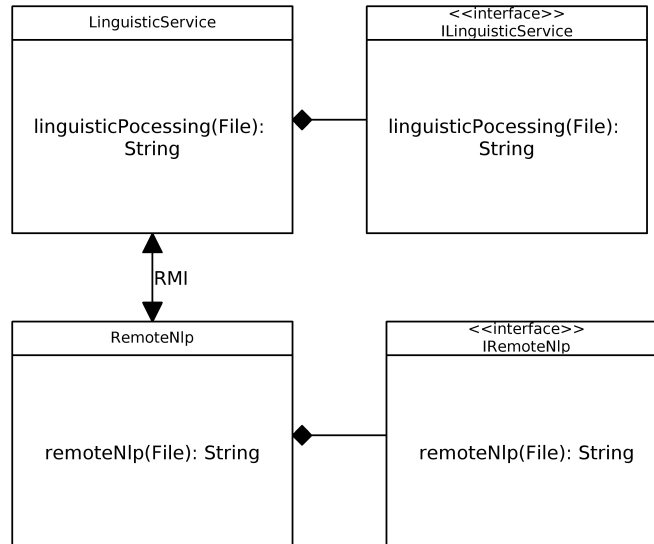 LinguisticService
<<interface>>
ILinguisticService
linguisticPocessing(File):
String
linguisticPocessing(File):
String
RMI
RemoteNlp
<<interface>>
IRemoteNlp
remoteNlp(File): String
remoteNlp(File): String